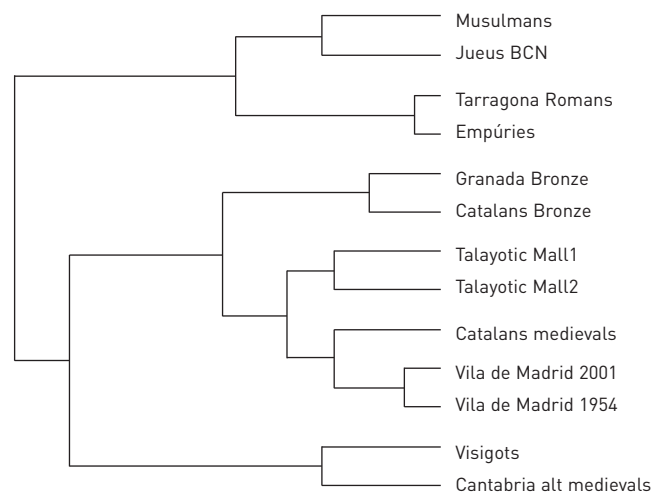 Musulmans
Jueus BCN
Tarragona Romans
Empúries
Granada Bronze
Catalans Bronze
Talayotic Mall1
Talayotic Mall2
Catalans medievals
Vila de Madrid 2001
Vila de Madrid 1954
Visigots
Cantabria alt medievals